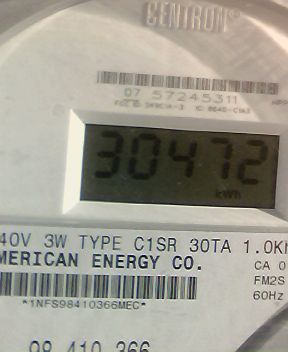 CENTRON®
07 57245311
30472
kWh
40V 3W TYPE C1SR 30TA 1.0K
MERICAN ENERGY CO.
CA 0
FM2S
60Hz
*1NFS98410366MEC*
98 410 366